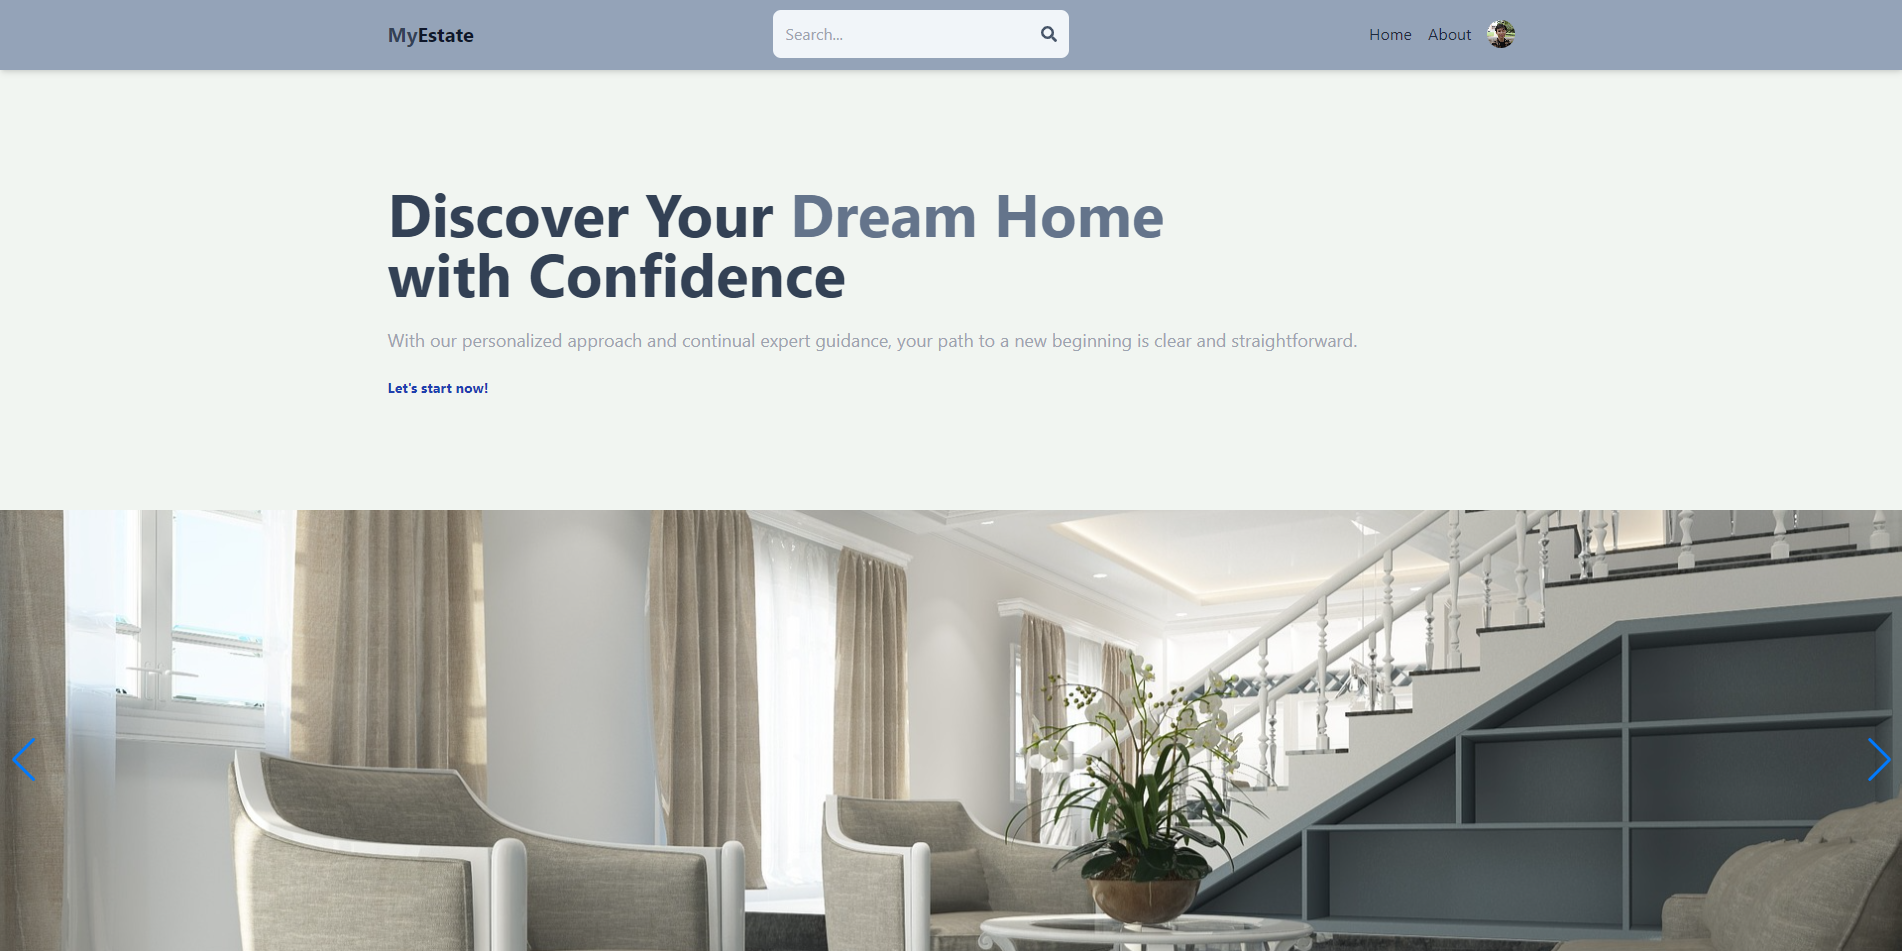 MyEstate
Search...
Home
About
Discover Your Dream Home
with Confidence
With our personalized approach and continual expert guidance, your path to a new beginning is clear and straightforward.
Let's start now!